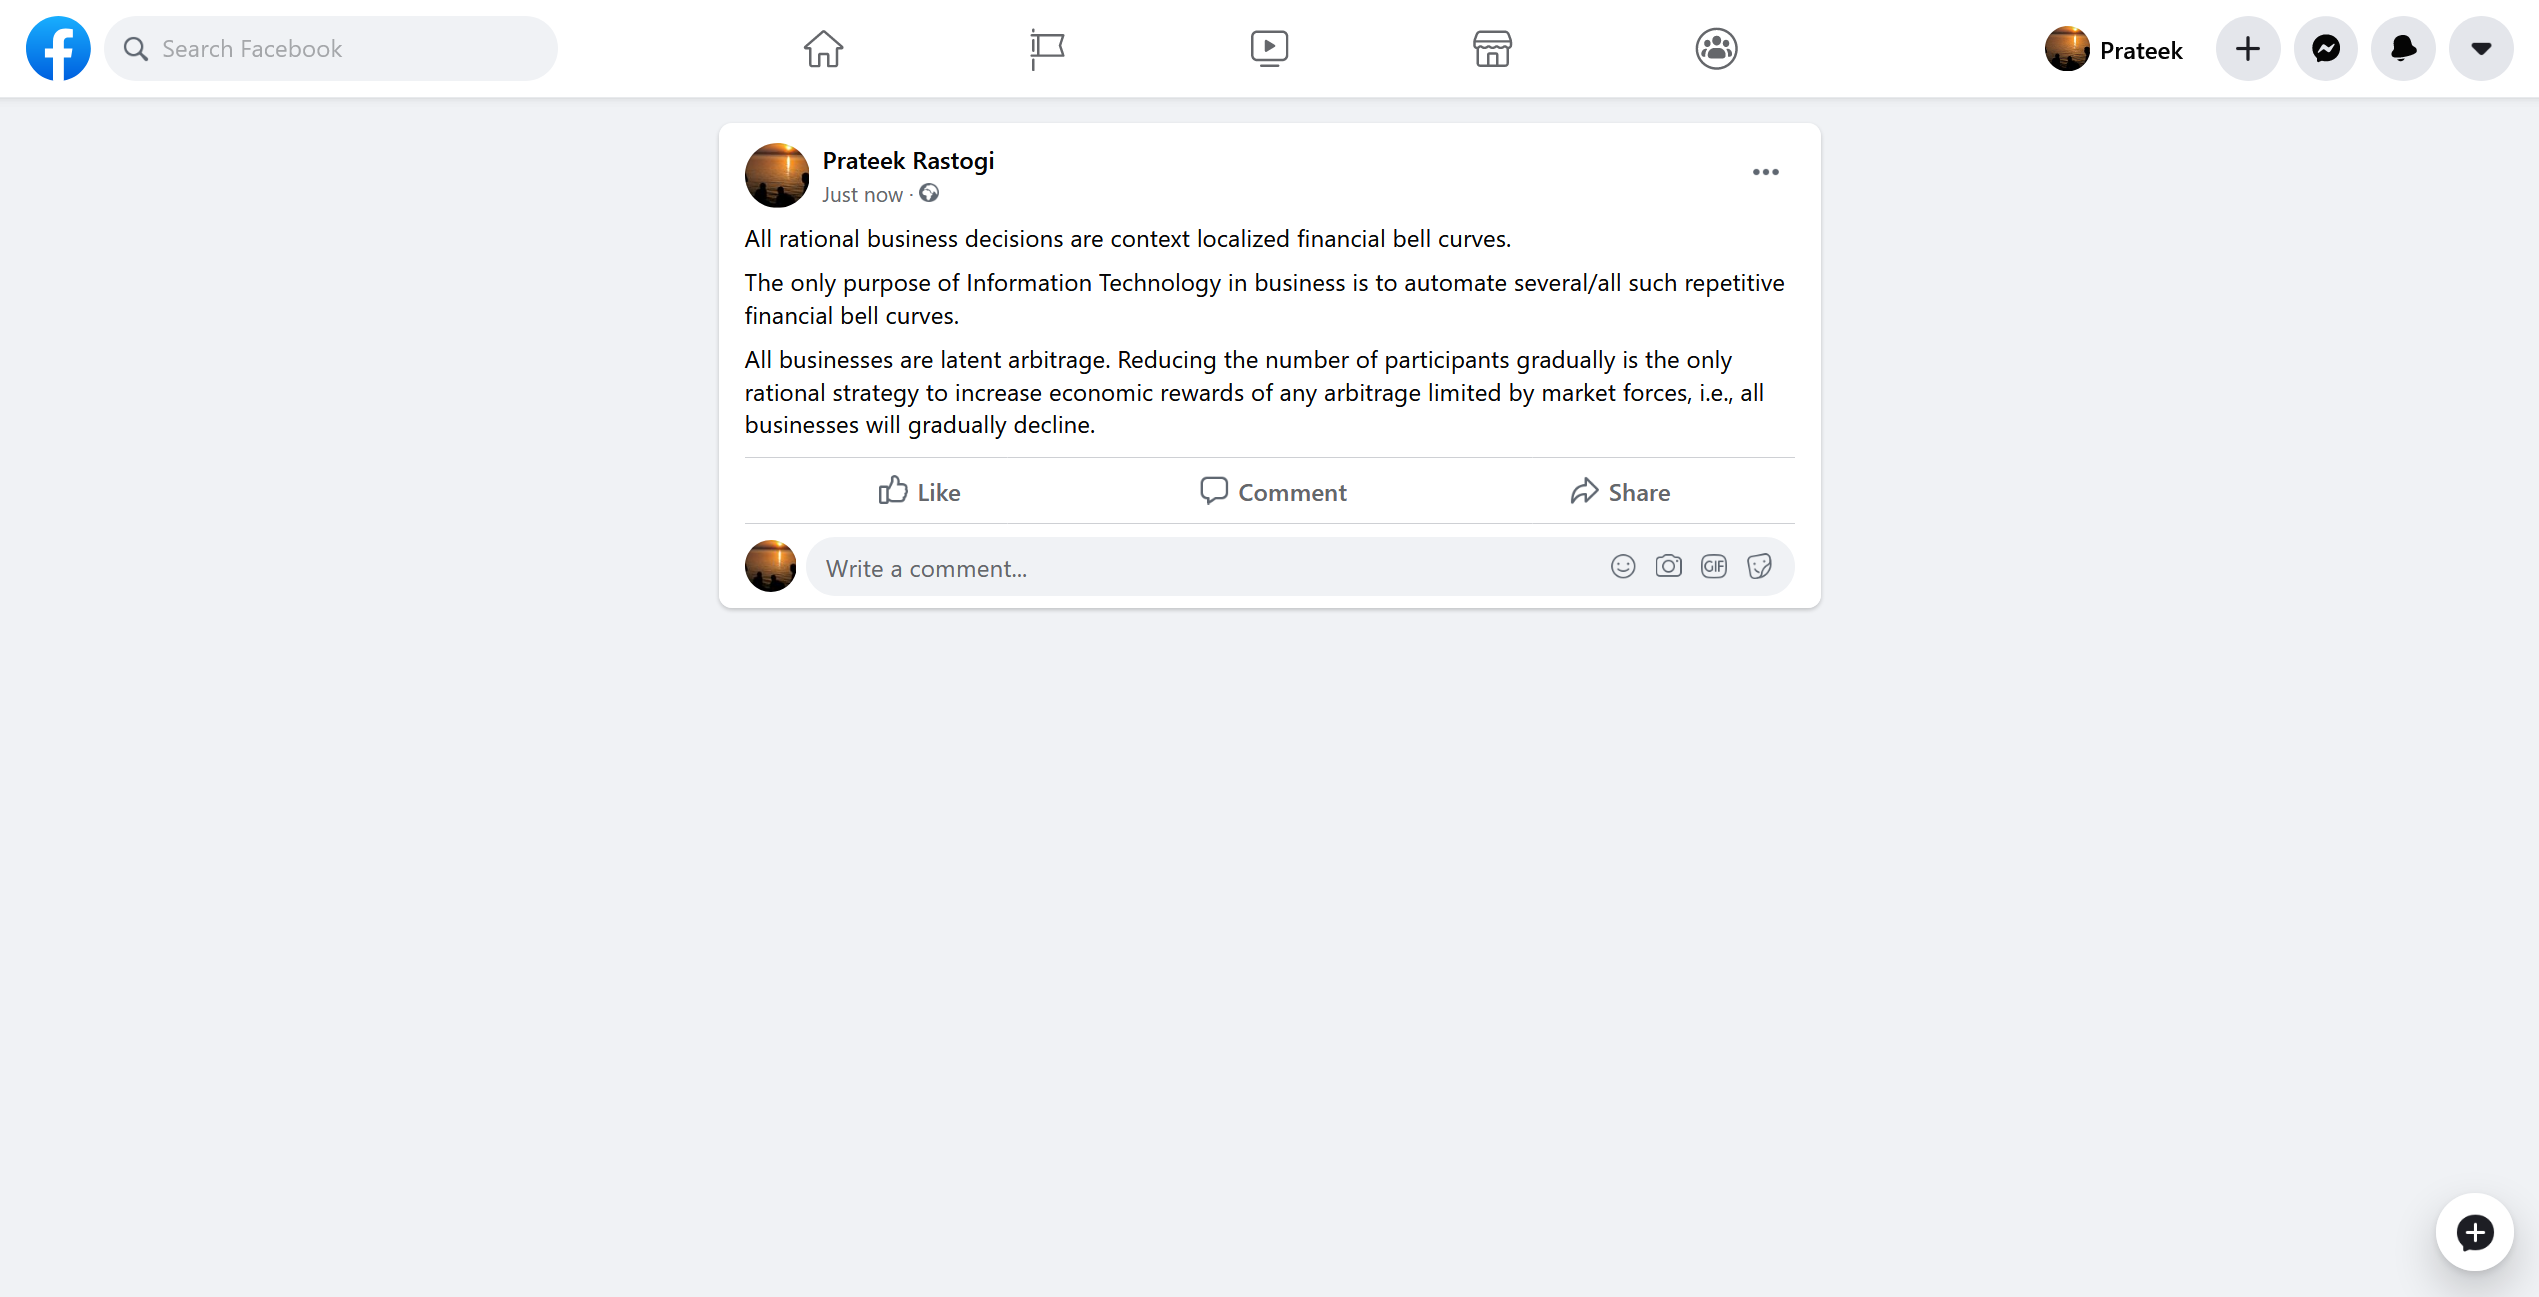 Search Facebook
Prateek
Prateek Rastogi
Just now ·
All rational business decisions are context localized financial bell curves.
The only purpose of Information Technology in business is to automate several/all such repetitive
financial bell curves.
All businesses are latent arbitrage. Reducing the number of participants gradually is the only
rational strategy to increase economic rewards of any arbitrage limited by market forces, i.e., all
businesses will gradually decline.
Like
Comment
Share
Write a comment...
GIF